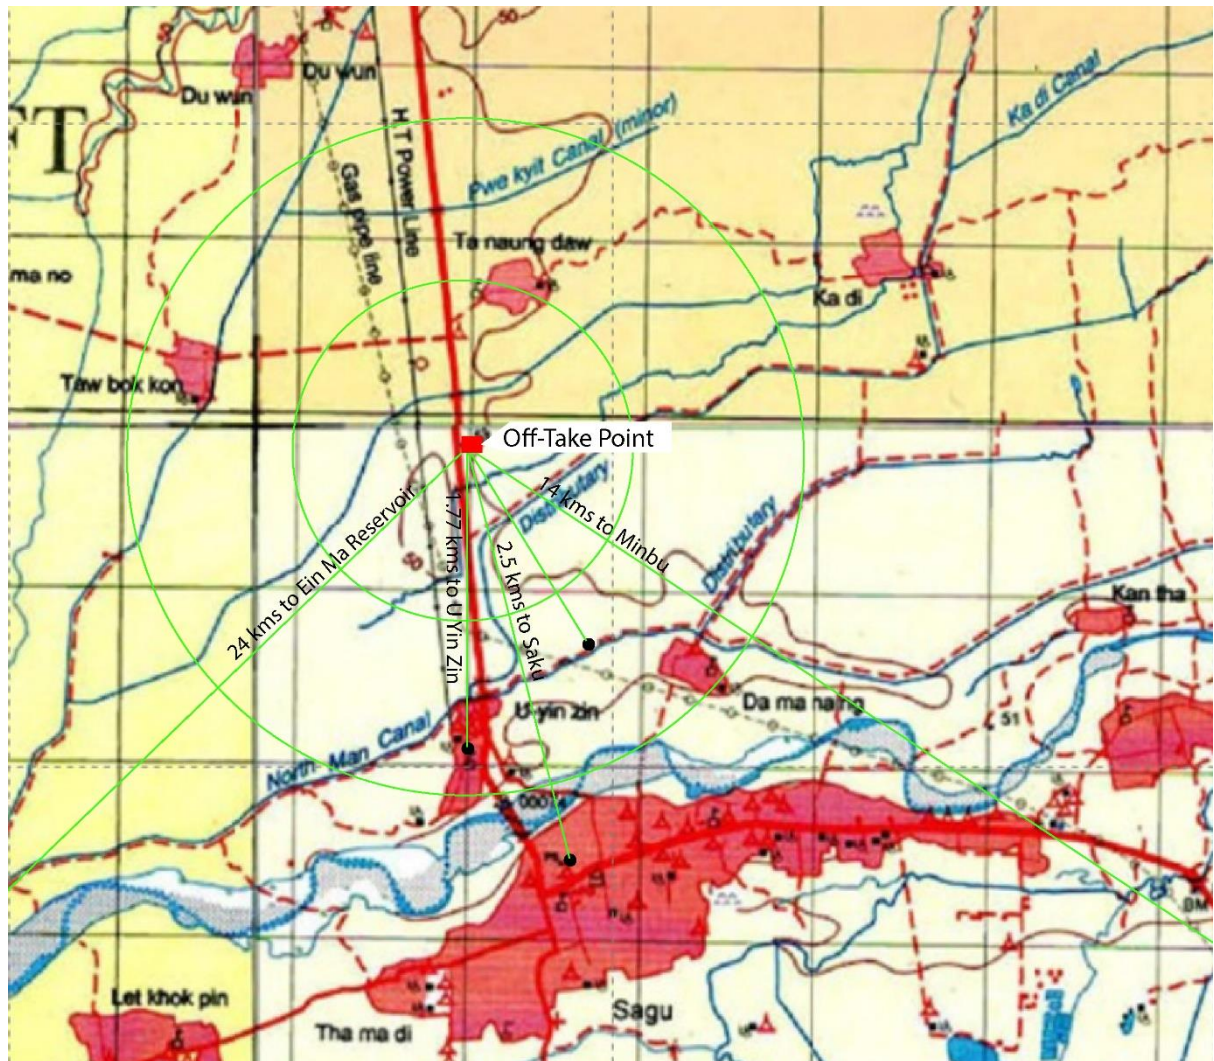 50
50
Du wun
Du wun
FT
Ka di Canal
Pwe kyit Canal (minor)
H T Power Line
Gas pipe line
Ta naung daw
ma no
Ka di
Taw bok kon
Off-Take Point
Distributary
14 kms to Minbu
Distributary
24 kms to Ein Ma Reservoir
1.77 kms to U Yin Zin
2.5 kms to Saku
50
Kan tha
U-yin zin
Da ma naing
51
North Man Canal
BM
Let khok pin
Tha ma di
Sagu